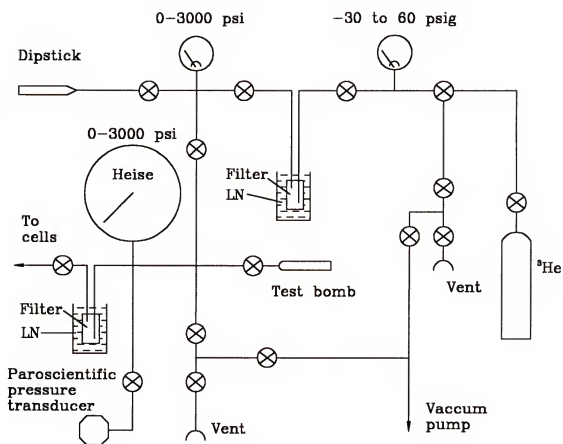 0-3000 psi
-30 to 60 psig
Dipstick
0-3000 psi
Heise
Filter
LN
To
cells
³He
Test bomb
Vent
Filter
LN
Paroscientific
pressure
transducer
Vent
Vaccum
pump